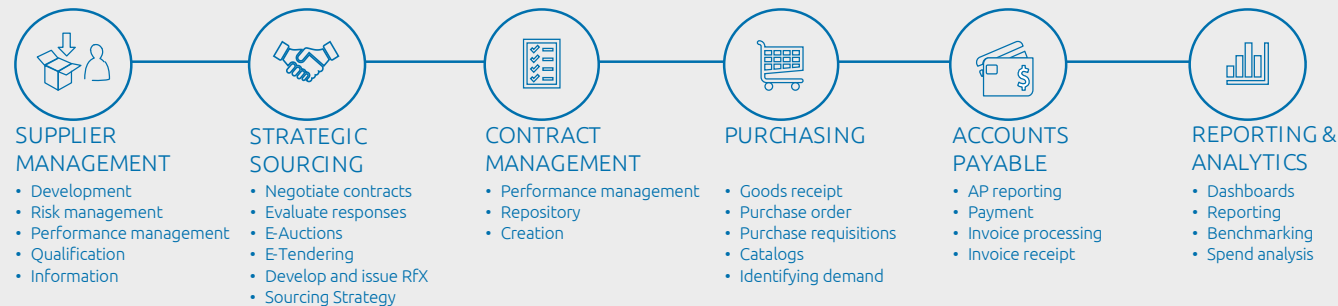 SUPPLIER
MANAGEMENT
• Development
• Risk management
• Performance management
• Qualification
• Information
STRATEGIC
SOURCING
• Negotiate contracts
• Evaluate responses
• E-Auctions
• E-Tendering
• Develop and issue RfX
• Sourcing Strategy
CONTRACT
MANAGEMENT
• Performance management
• Repository
• Creation
PURCHASING
• Goods receipt
• Purchase order
• Purchase requisitions
• Catalogs
• Identifying demand
$
ACCOUNTS
PAYABLE
• AP reporting
• Payment
• Invoice processing
• Invoice receipt
REPORTING &
ANALYTICS
• Dashboards
• Reporting
• Benchmarking
• Spend analysis